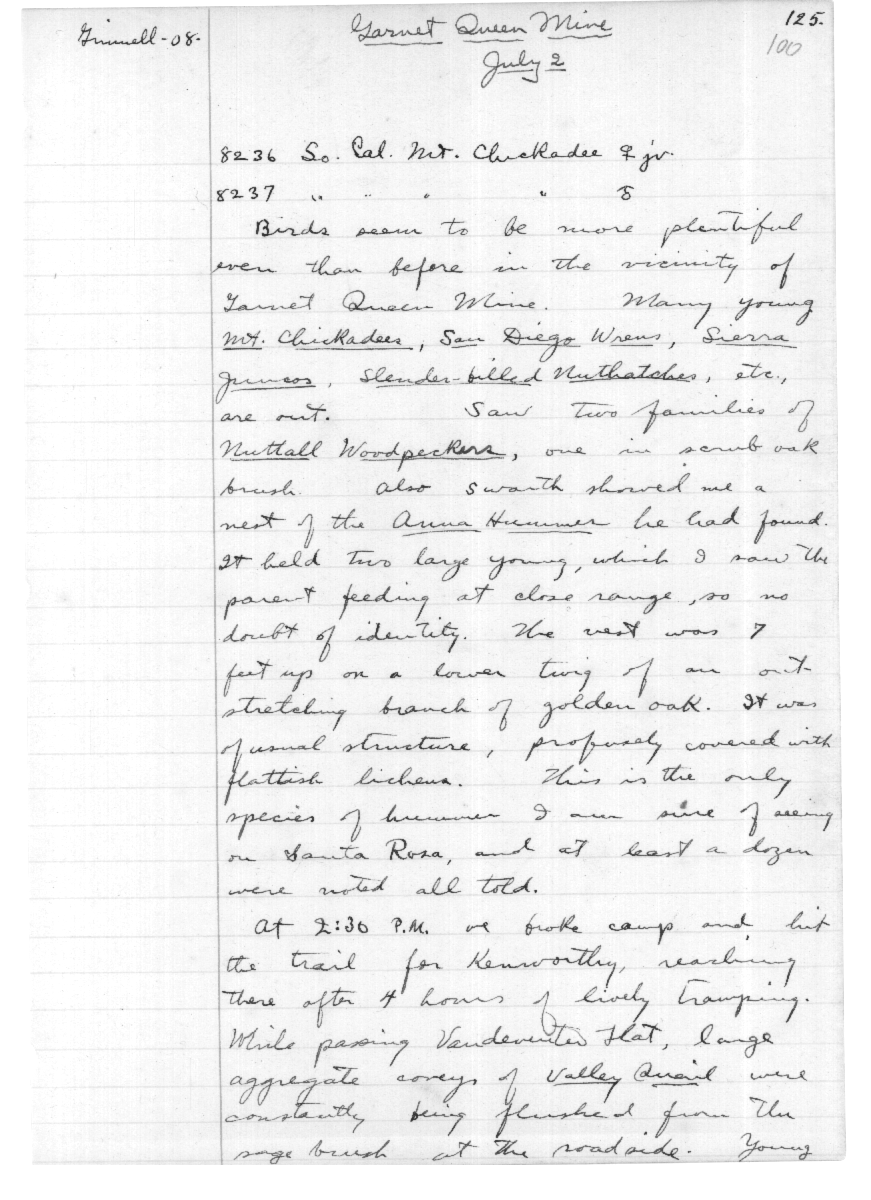 Grinnell-08-
Garnet Queen Mine
125.
100
July 2
8236 So. Cal. Mt. Chickadee ♀ jv.
8237 " " " " ♂
Birds seem to be more plentiful
even than before in the vicinity of
Garnet Queen Mine. Many young
Mt. Chickadees, San Diego Wrens, Sierra
Juncos, Slender-billed Nuthatches, etc.,
are out. Saw two families of
Nuttall Woodpeckers, one in scrub oak
brush. Also Swarth showed me a
nest of the Anna Hummer he had found.
It held two large young, which I saw the
parent feeding at close range, so no
doubt of identity. The nest was 7
feet up on a lower twig of an out-
stretching branch of golden oak. It was
of usual structure, profusely covered with
flattish lichens. This is the only
species of hummer I am sure of seeing
on Santa Rosa, and at least a dozen
were noted all told.
At 2:30 P.M. we broke camp and hit
the trail for Kenworthy, reaching
there after 4 hours of lively tramping.
While passing Vandeventer Flat, large
aggregate coveys of Valley Quail were
constantly being flushed from the
sage brush at the roadside. Young